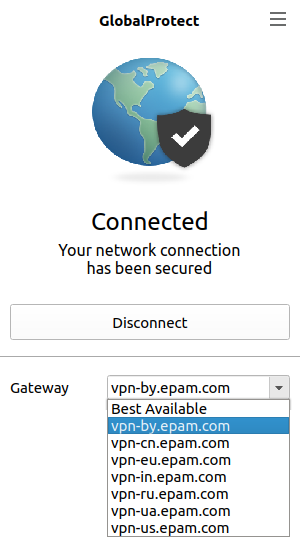 GlobalProtect
Connected
Your network connection
has been secured
Disconnect
Gateway
vpn-by.epam.com
Best Available
vpn-by.epam.com
vpn-cn.epam.com
vpn-eu.epam.com
vpn-in.epam.com
vpn-ru.epam.com
vpn-ua.epam.com
vpn-us.epam.com